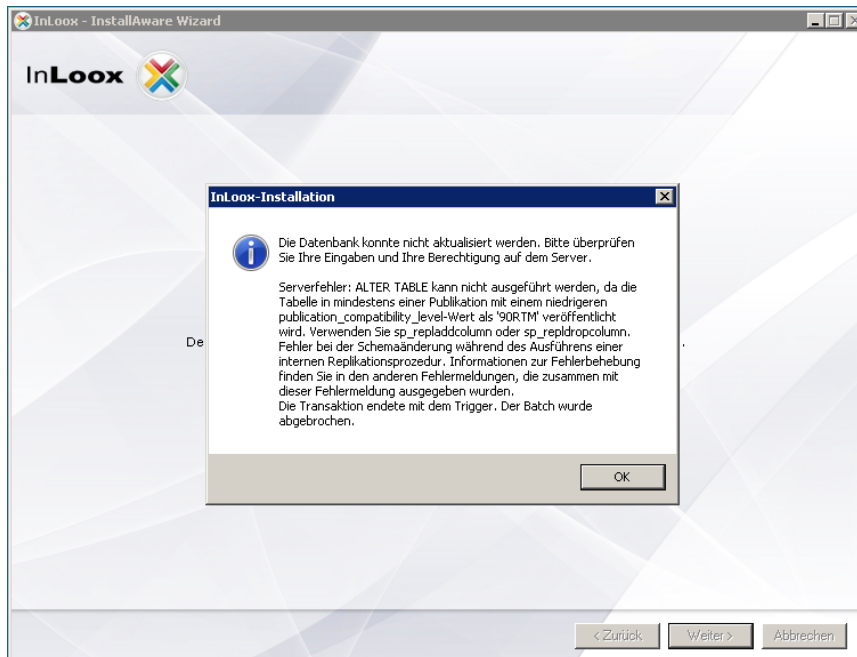 InLoox - InstallAware Wizard
InLoox
InLoox-Installation
Die Datenbank konnte nicht aktualisiert werden. Bitte überprüfen
Sie Ihre Eingaben und Ihre Berechtigung auf dem Server.
Serverfehler: ALTER TABLE kann nicht ausgeführt werden, da die
Tabelle in mindestens einer Publikation mit einem niedrigeren
publication_compatibility_level-Wert als '90RTM' veröffentlicht
wird. Verwenden Sie sp_repladdcolumn oder sp_repldropcolumn.
Fehler bei der Schemaänderung während des Ausführens einer
internen Replikationsprozedur. Informationen zur Fehlerbehebung
finden Sie in den anderen Fehlermeldungen, die zusammen mit
dieser Fehlermeldung ausgegeben wurden.
Die Transaktion endete mit dem Trigger. Der Batch wurde
abgebrochen.
De
.
OK
< Zurück
Weiter >
Abbrechen